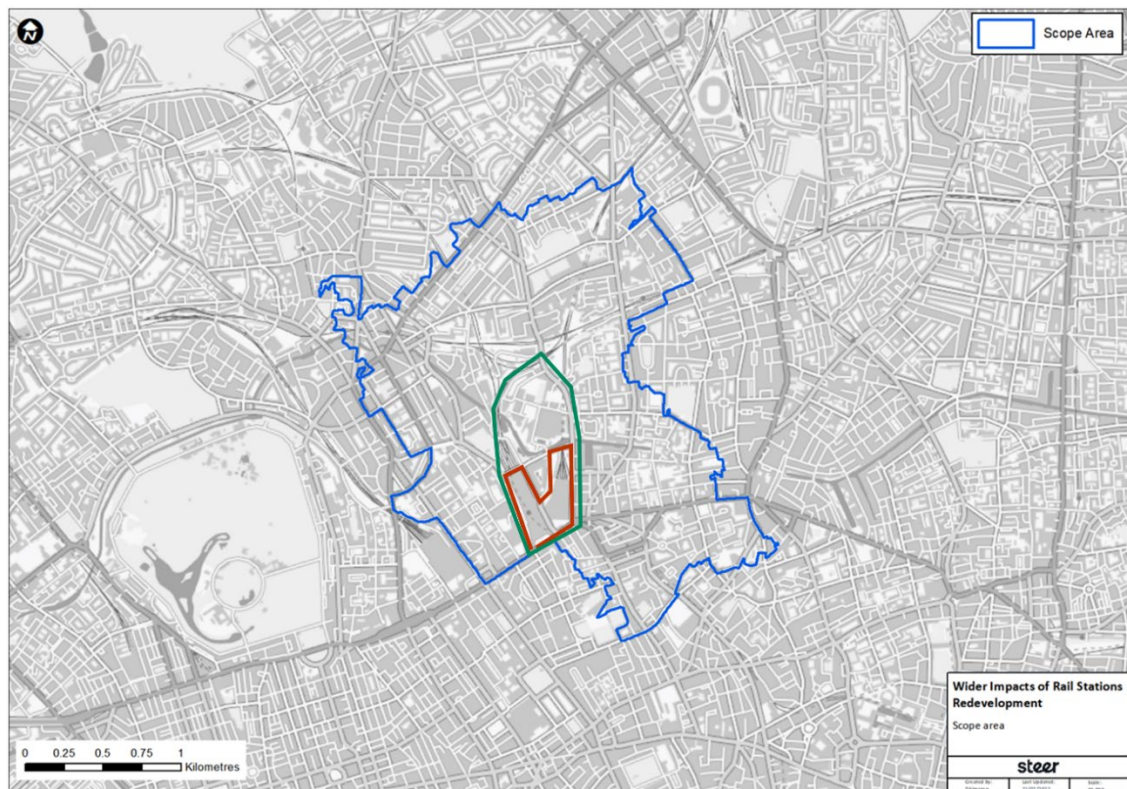 N
Scope Area
Wider Impacts of Rail Stations
Redevelopment
Scope area
steer
0 0.25 0.5 0.75 1
Kilometres